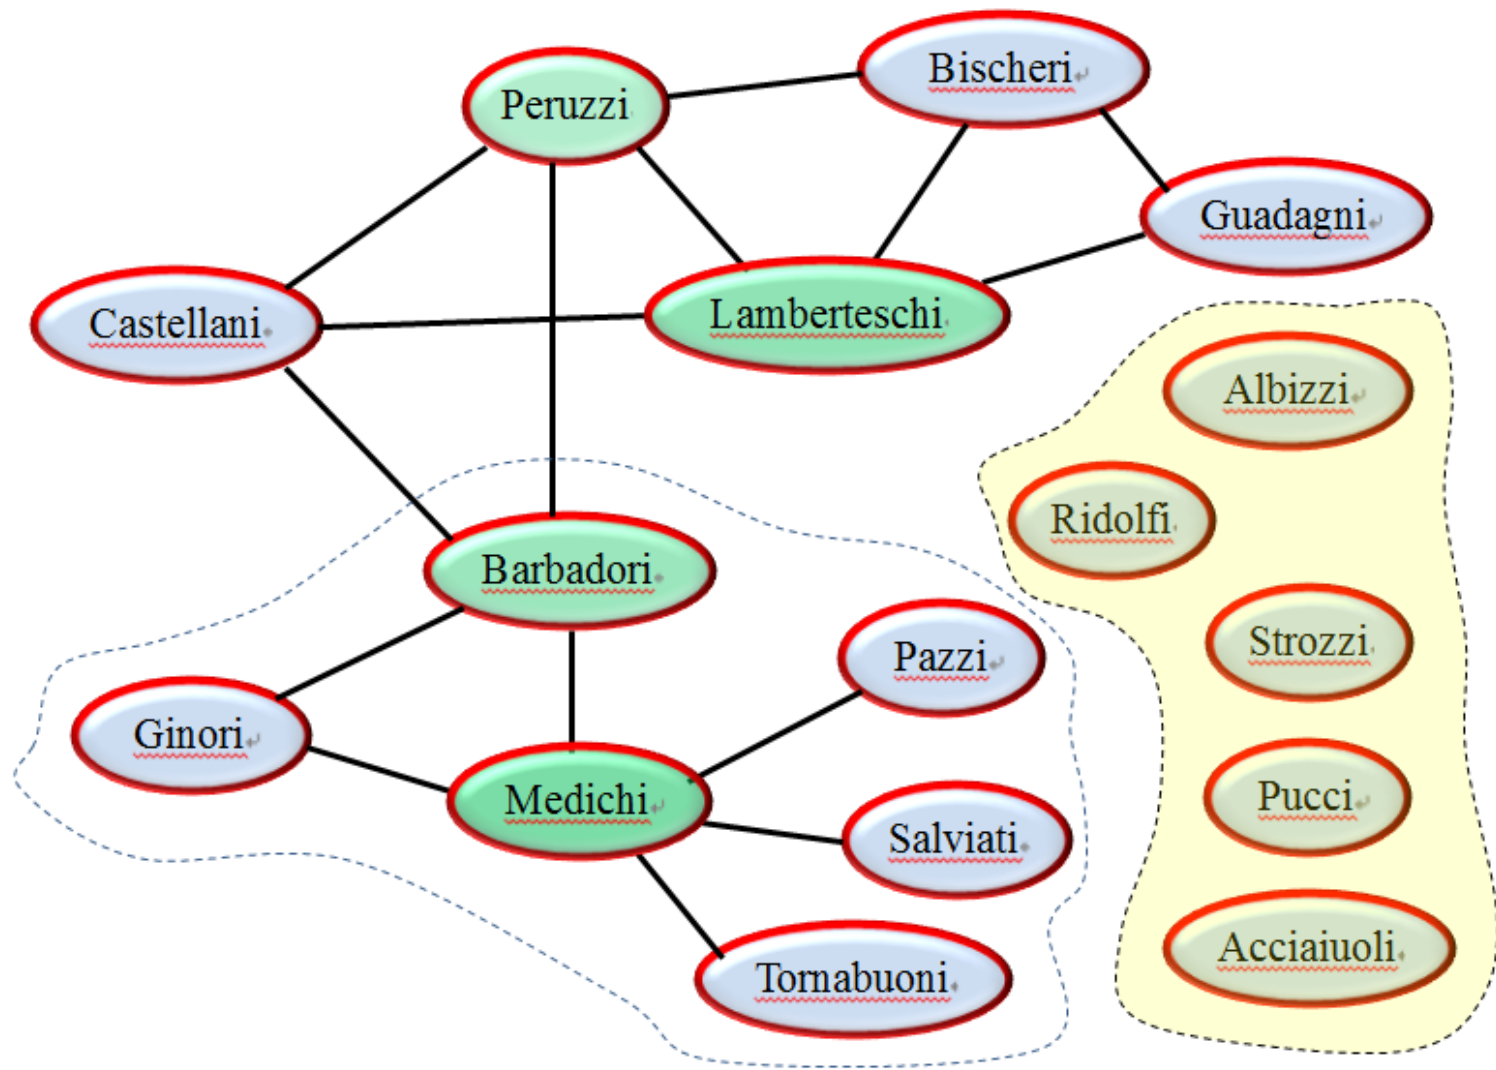 Bischeri
Peruzzi
Guadagni
Castellani
Lamberteschi
Albizzi
Ridolfi
Barbadori
Strozzi
Pazzi
Ginori
Medichi
Pucci
Salviati
Acciaiuoli
Tornabuoni